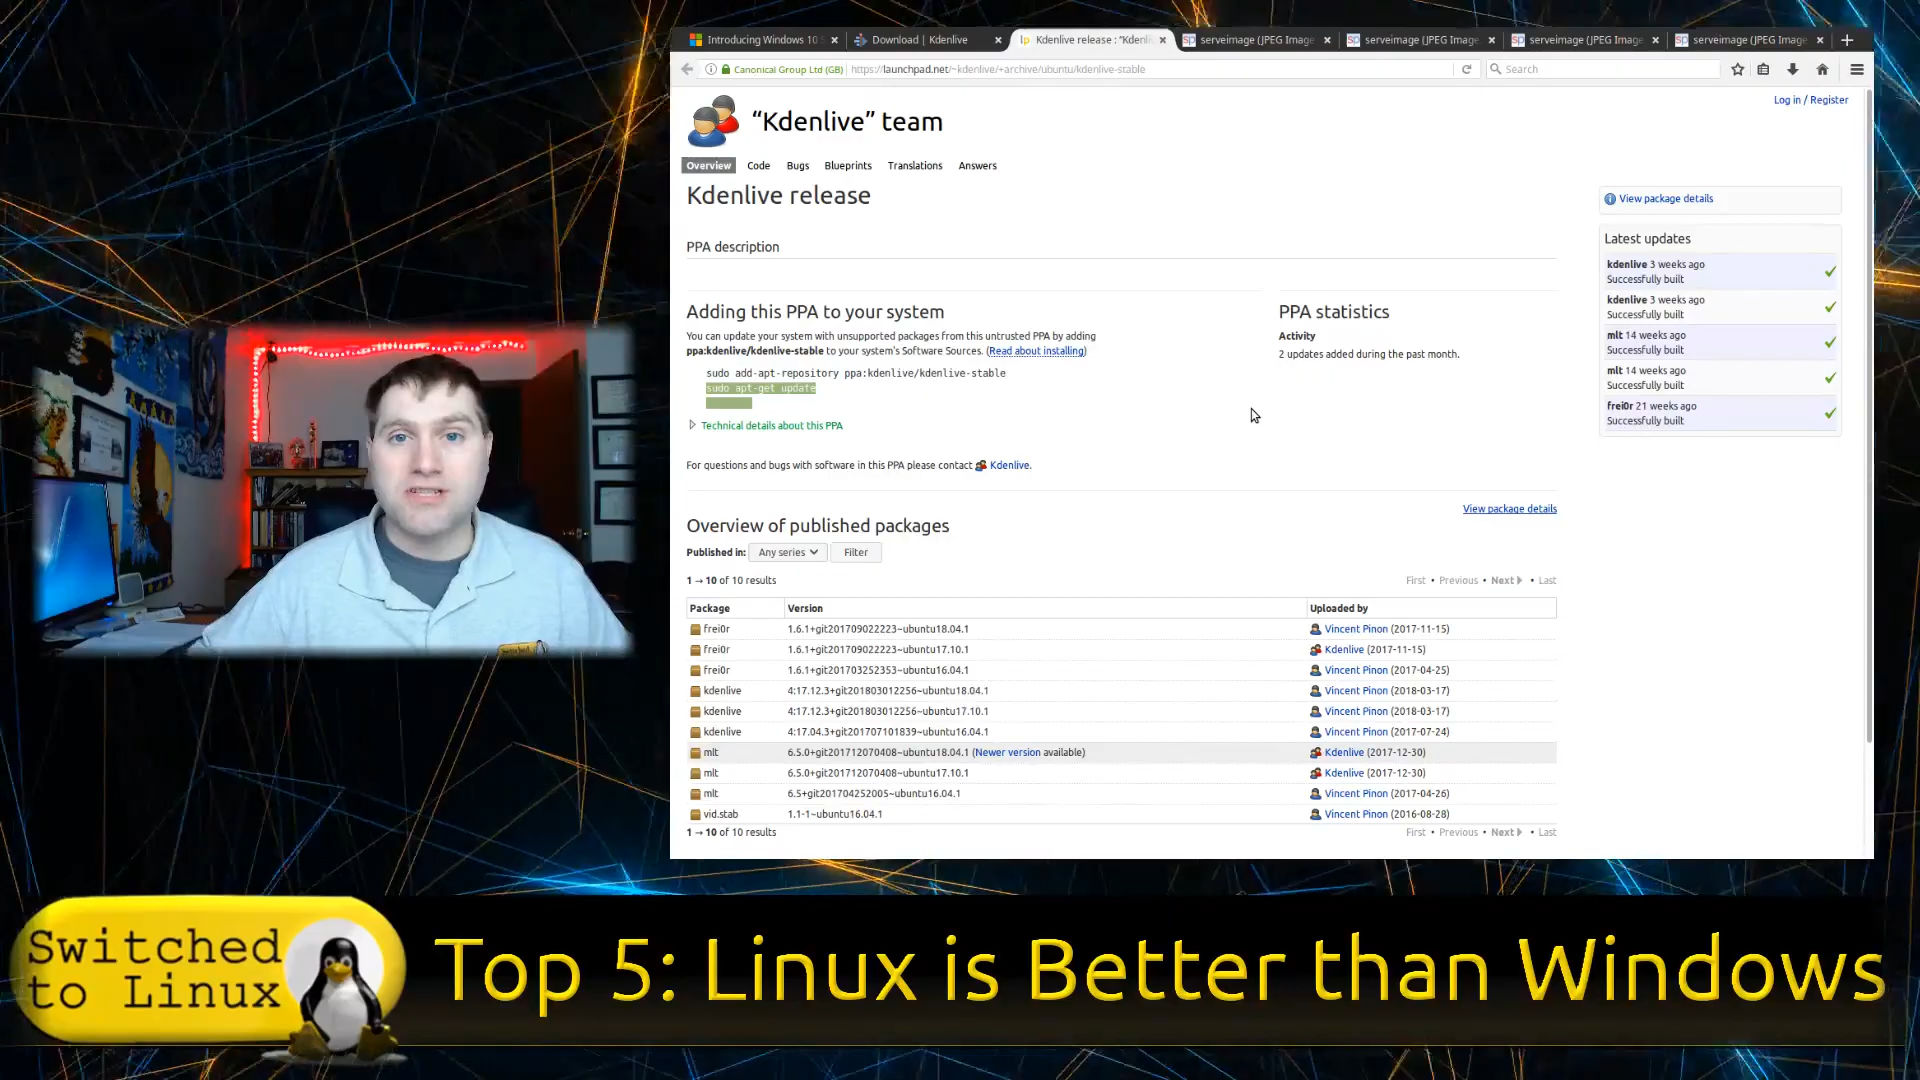 Introducing Windows 10
Download | Kdenlive
Kdenlive release : “Kdenli
serveimage (JPEG Image
serveimage (JPEG Image
serveimage (JPEG Image
serveimage (JPEG Image
Canonical Group Ltd (GB)
https://launchpad.net/~kdenlive/+archive/ubuntu/kdenlive-stable
Search
Log in / Register
“Kdenlive” team
Overview Code Bugs Blueprints Translations Answers
Kdenlive release
PPA description
Adding this PPA to your system
You can update your system with unsupported packages from this untrusted PPA by adding
ppa:kdenlive/kdenlive-stable to your system's Software Sources. (Read about installing)
sudo add-apt-repository ppa:kdenlive/kdenlive-stable
sudo apt-get update
Technical details about this PPA
For questions and bugs with software in this PPA please contact Kdenlive.
PPA statistics
Activity
2 updates added during the past month.
View package details
Latest updates
kdenlive 3 weeks ago
Successfully built
kdenlive 3 weeks ago
Successfully built
mlt 14 weeks ago
Successfully built
mlt 14 weeks ago
Successfully built
frei0r 21 weeks ago
Successfully built
View package details
Overview of published packages
Published in: Any series Filter
1 → 10 of 10 results
First • Previous • Next • Last
Package Version Uploaded by
frei0r 1.6.1+git201709022223~ubuntu18.04.1 Vincent Pinon (2017-11-15)
frei0r 1.6.1+git201709022223~ubuntu17.10.1 Kdenlive (2017-11-15)
frei0r 1.6.1+git201703252353~ubuntu16.04.1 Vincent Pinon (2017-04-25)
kdenlive 4:17.12.3+git201803012256~ubuntu18.04.1 Vincent Pinon (2018-03-17)
kdenlive 4:17.12.3+git201803012256~ubuntu17.10.1 Vincent Pinon (2018-03-17)
kdenlive 4:17.04.3+git201707101839~ubuntu16.04.1 Vincent Pinon (2017-07-24)
mlt 6.5.0+git201712070408~ubuntu18.04.1 (Newer version available) Kdenlive (2017-12-30)
mlt 6.5.0+git201712070408~ubuntu17.10.1 Kdenlive (2017-12-30)
mlt 6.5+git201704252005~ubuntu16.04.1 Vincent Pinon (2017-04-26)
vid.stab 1.1-1~ubuntu16.04.1 Vincent Pinon (2016-08-28)
1 → 10 of 10 results
First • Previous • Next • Last
Switched
to Linux
Top 5: Linux is Better than Windows